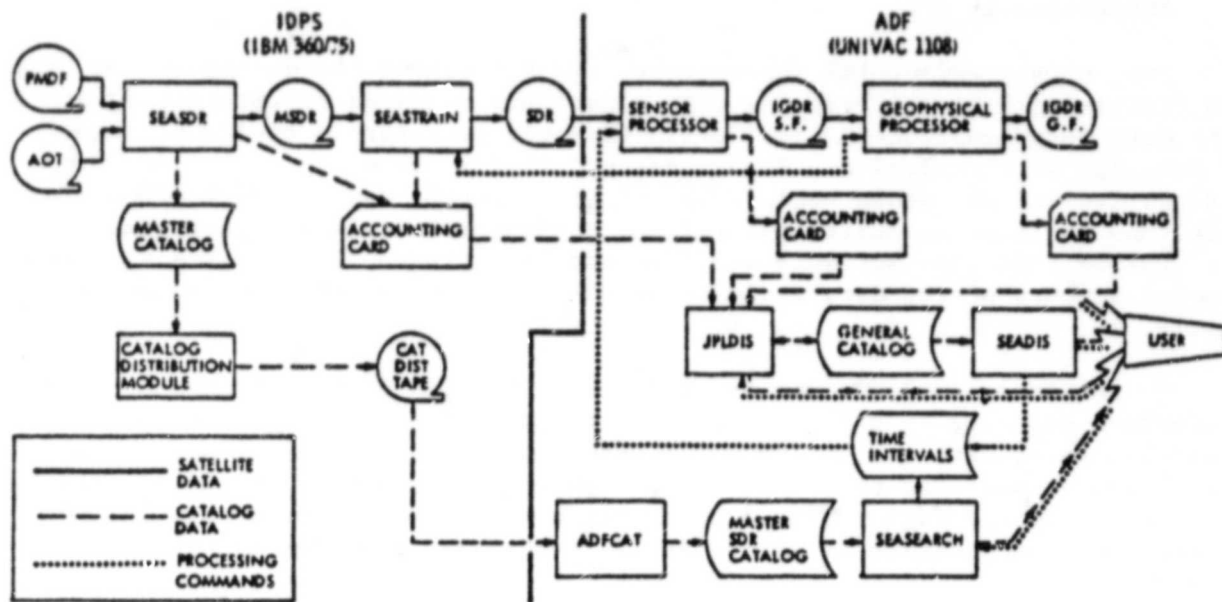 IDPS
(IBM 360/75)
ADF
(UNIVAC 1108)
PMDF
AOT
SEASDR
MSDR
SEASTRAIN
SDR
SENSOR
PROCESSOR
IGDR
S.F.
GEOPHYSICAL
PROCESSOR
IGDR
G.F.
MASTER
CATALOG
ACCOUNTING
CARD
ACCOUNTING
CARD
ACCOUNTING
CARD
CATALOG
DISTRIBUTION
MODULE
CAT
DIST
TAPE
JPLDIS
GENERAL
CATALOG
SEADIS
USER
TIME
INTERVALS
ADFCAT
MASTER
SDR
CATALOG
SEASEARCH
SATELLITE
DATA
CATALOG
DATA
PROCESSING
COMMANDS